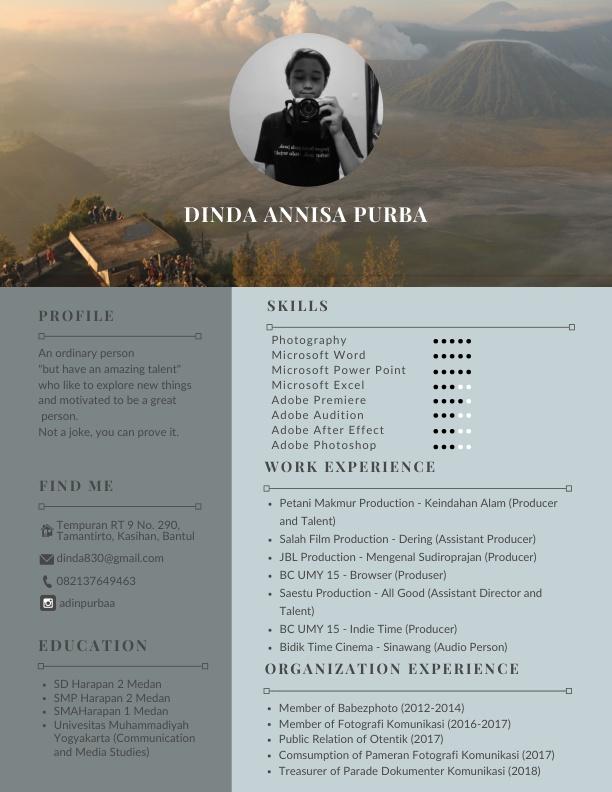 DINDA ANNISA PURBA
PROFILE
An ordinary person
"but have an amazing talent"
who like to explore new things
and motivated to be a great
person.
Not a joke, you can prove it.
FIND ME
Tempuran RT 9 No. 290,
Tamantirto, Kasihan, Bantul
dinda830@gmail.com
082137649463
adinpurbaa
EDUCATION
• SD Harapan 2 Medan
• SMP Harapan 2 Medan
• SMAHarapan 1 Medan
• Univesitas Muhammadiyah
Yogyakarta (Communication
and Media Studies)
SKILLS
Photography
Microsoft Word
Microsoft Power Point
Microsoft Excel
Adobe Premiere
Adobe Audition
Adobe After Effect
Adobe Photoshop
WORK EXPERIENCE
• Petani Makmur Production - Keindahan Alam (Producer
and Talent)
• Salah Film Production - Dering (Assistant Producer)
• JBL Production - Mengenal Sudiroprajan (Producer)
• BC UMY 15 - Browser (Produser)
• Saestu Production - All Good (Assistant Director and
Talent)
• BC UMY 15 - Indie Time (Producer)
• Bidik Time Cinema - Sinawang (Audio Person)
ORGANIZATION EXPERIENCE
• Member of Babezphoto (2012-2014)
• Member of Fotografi Komunikasi (2016-2017)
• Public Relation of Otentik (2017)
• Comsumption of Pameran Fotografi Komunikasi (2017)
• Treasurer of Parade Dokumenter Komunikasi (2018)